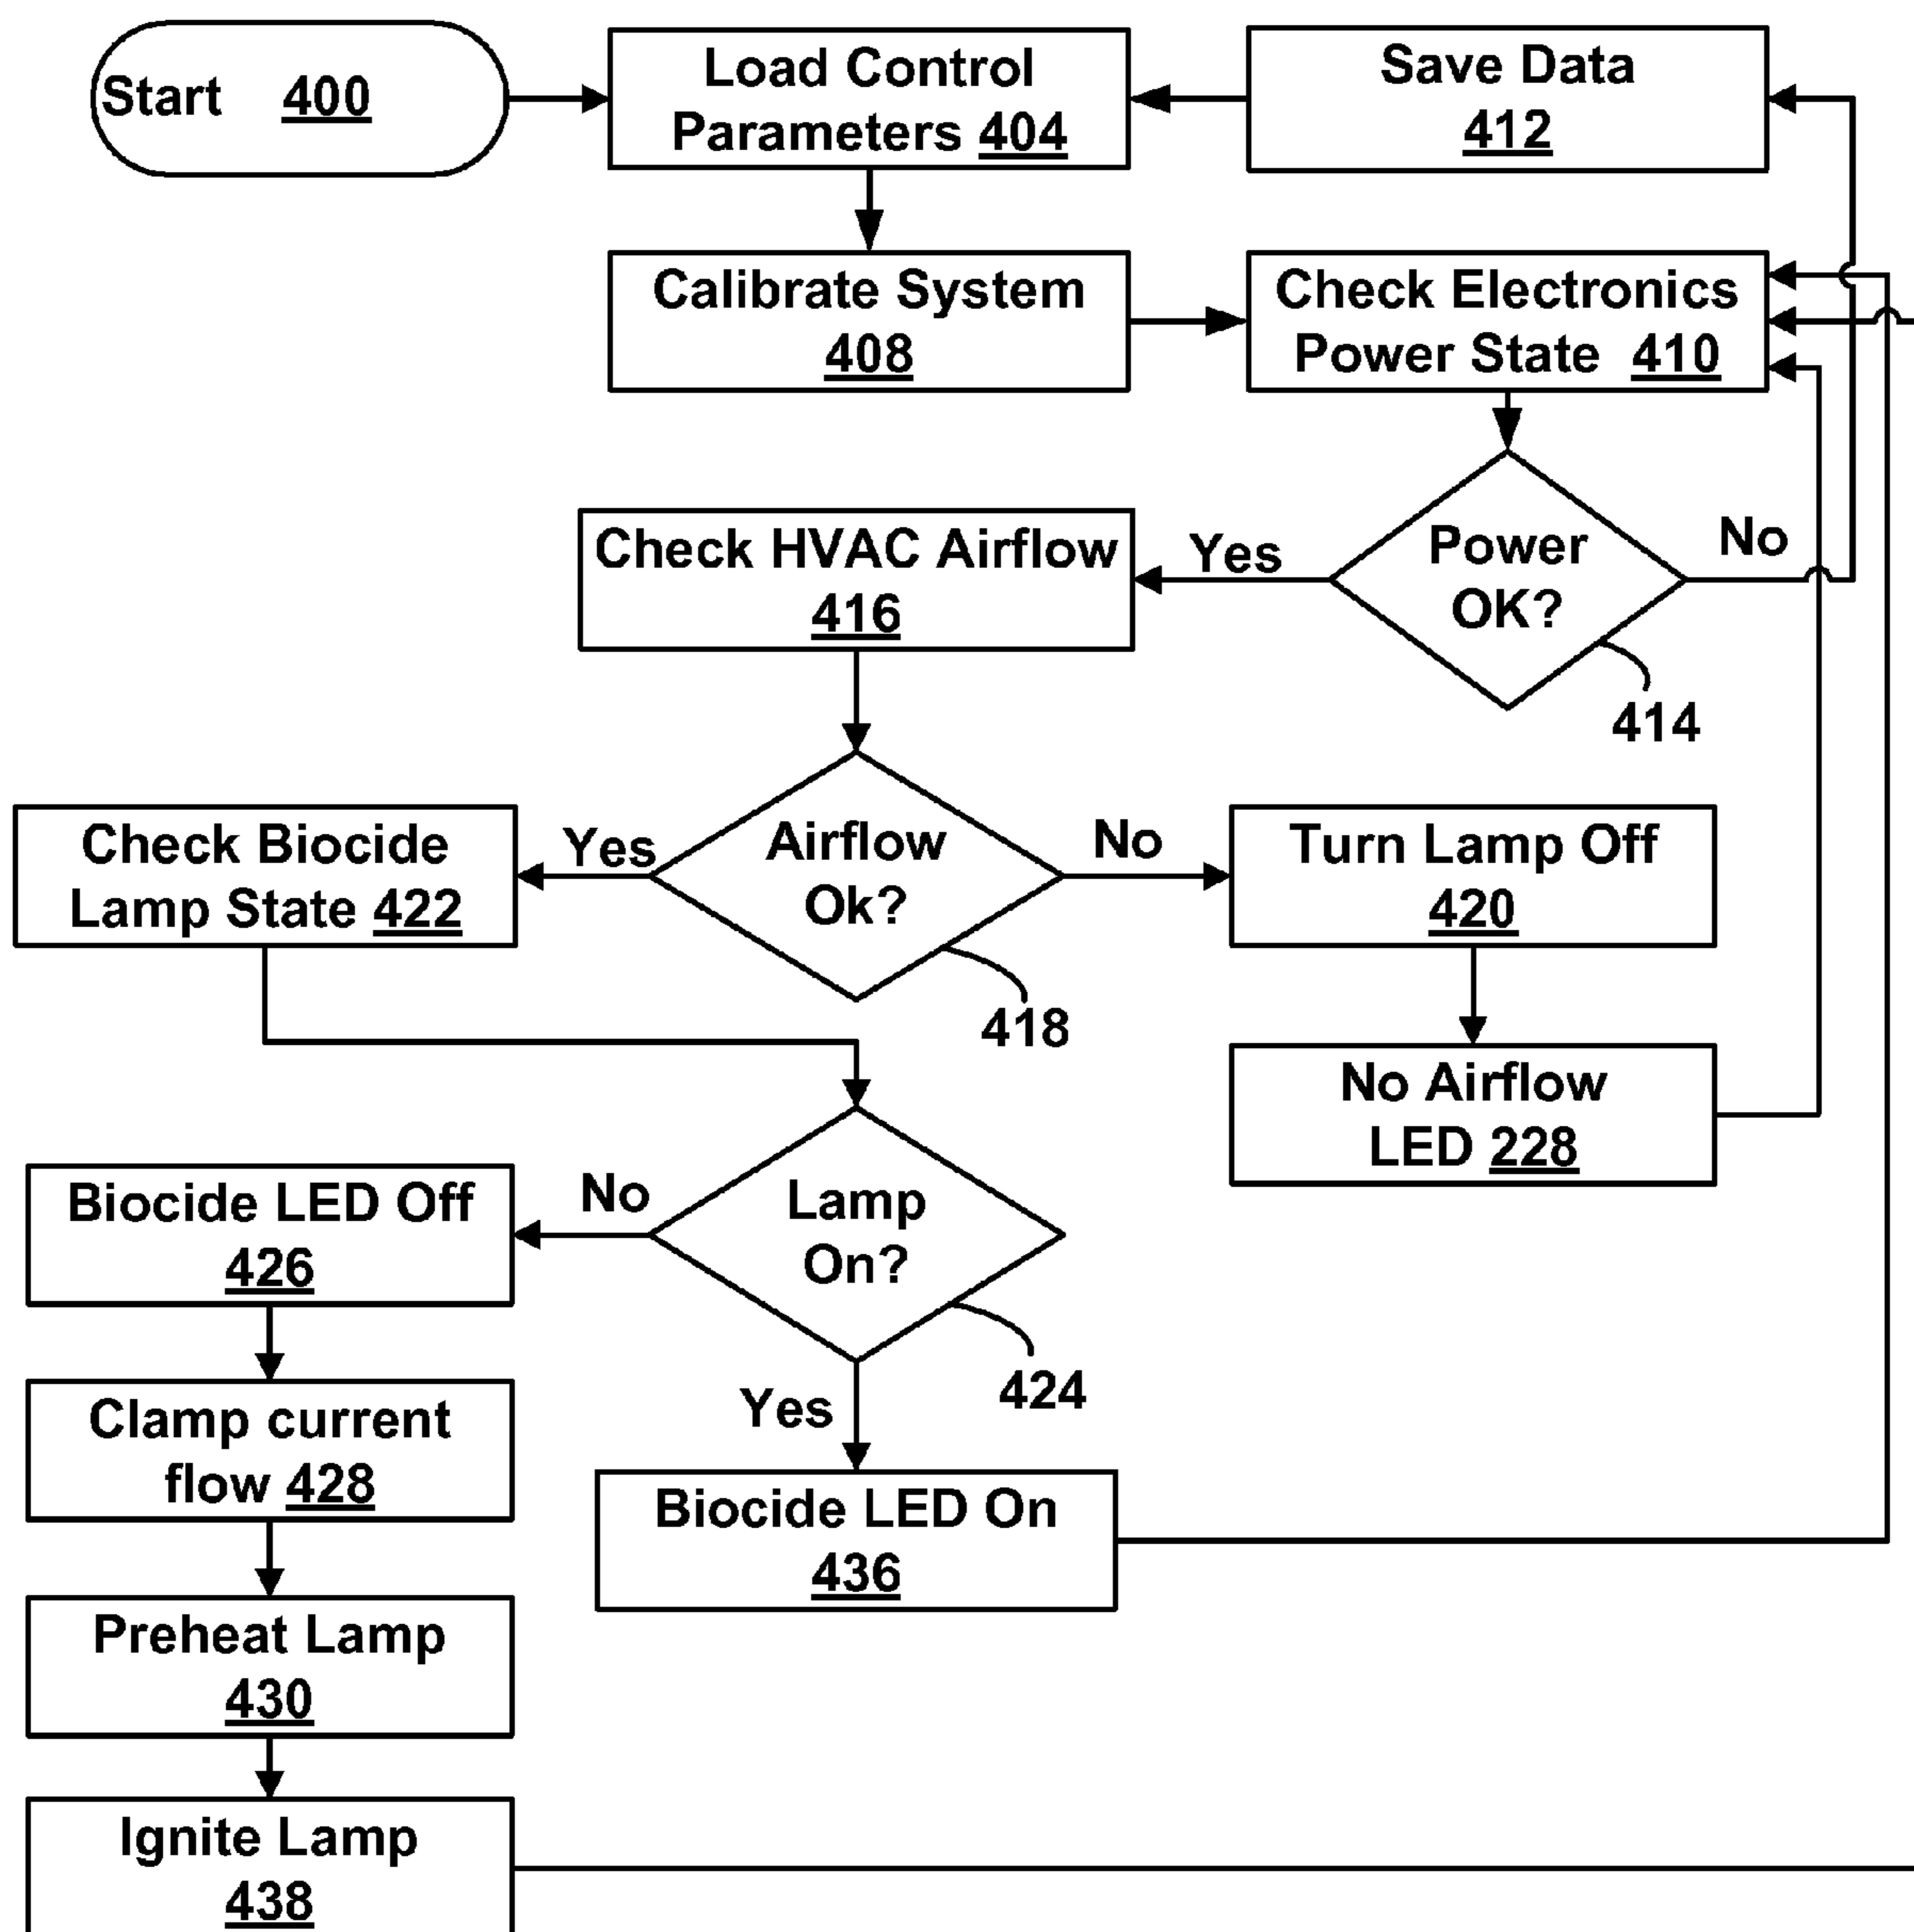 Start 400
Load Control
Parameters 404
Save Data
412
Calibrate System
408
Check Electronics
Power State 410
Check HVAC Airflow
416
Yes
Power
OK?
No
414
Check Biocide
Lamp State 422
Yes
Airflow
Ok?
No
418
Turn Lamp Off
420
No Airflow
LED 228
Biocide LED Off
426
No
Lamp
On?
424
Yes
Clamp current
flow 428
Biocide LED On
436
Preheat Lamp
430
Ignite Lamp
438